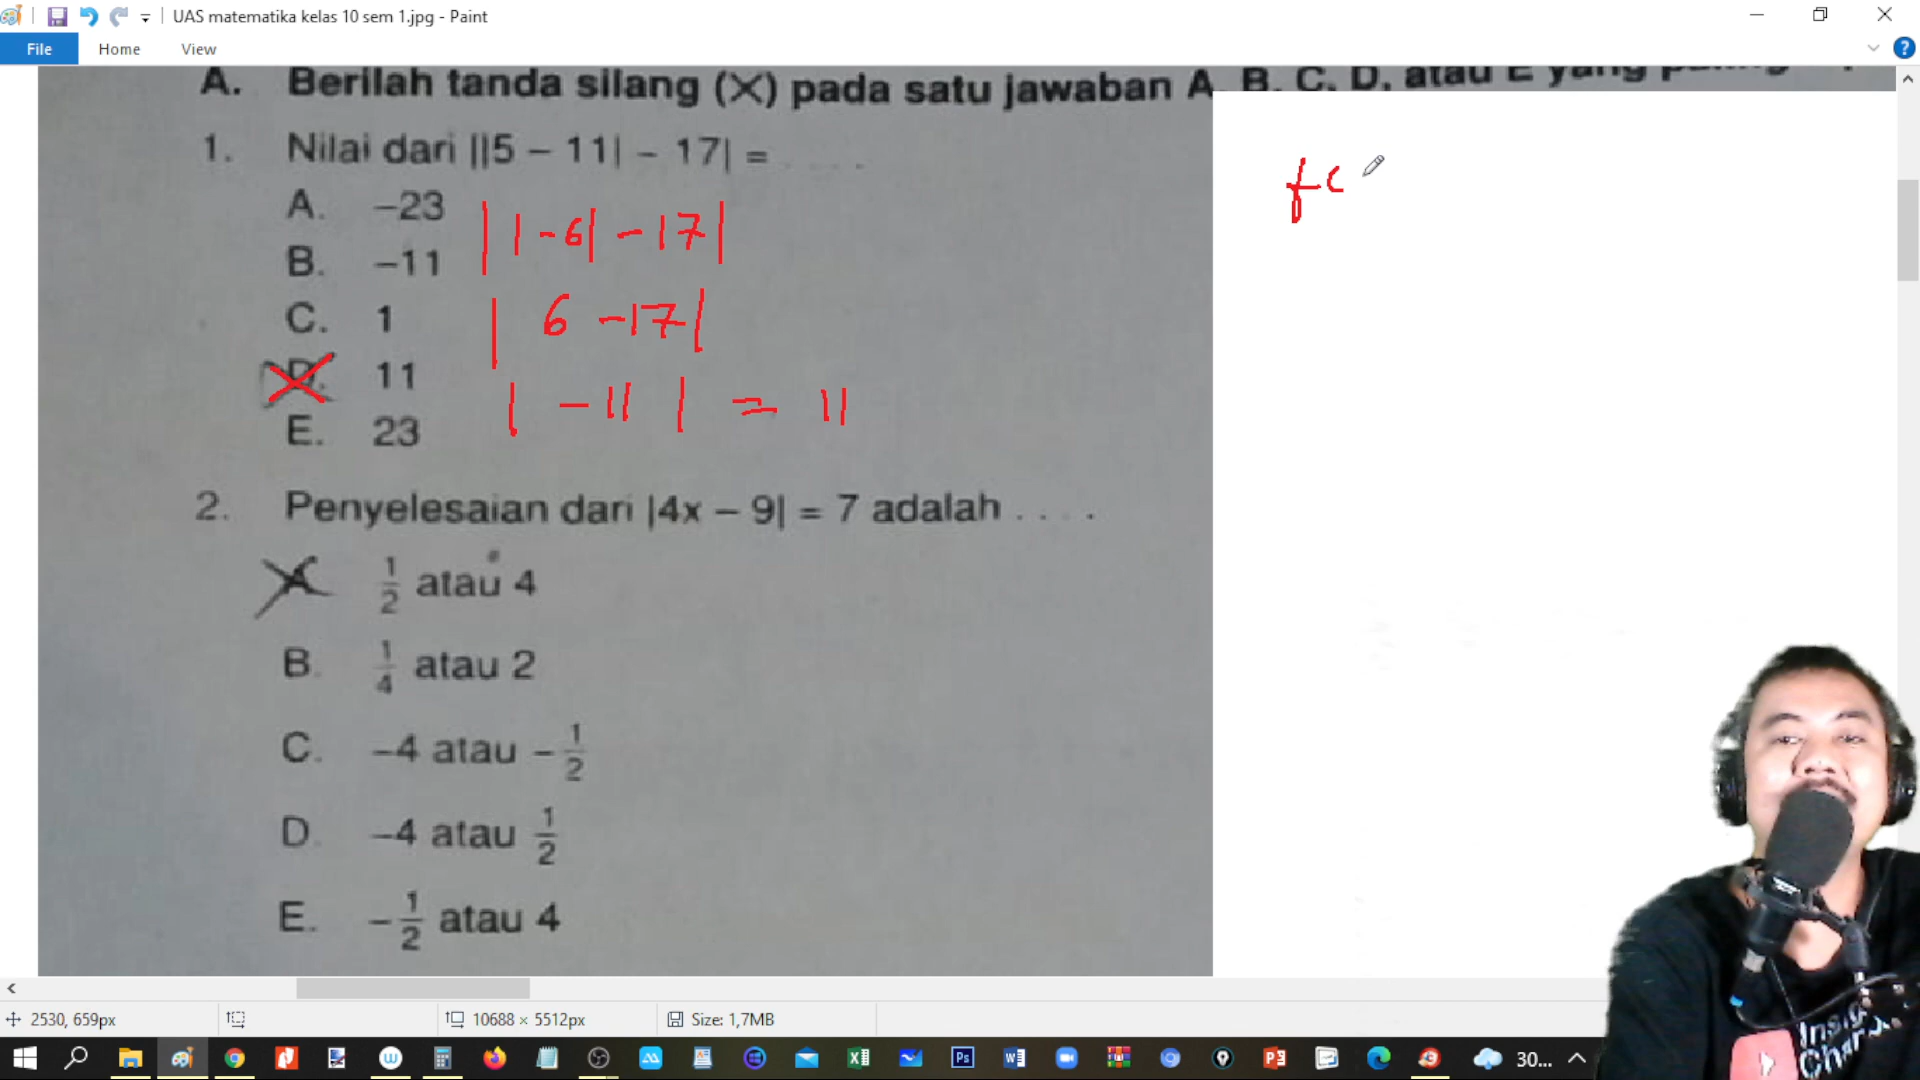 UAS matematika kelas 10 sem 1.jpg - Paint
File Home View
A. Berilah tanda silang (X) pada satu jawaban A, B, C, D, atau E yang
1. Nilai dari ||5 – 11| – 17| = . . . .
A. –23
B. –11
C. 1
D. 11
E. 23
| |-6| -17|
| 6 -17|
| -11 | = 11
f(
2. Penyelesaian dari |4x – 9| = 7 adalah . . . .
A 1/2 atau 4
B. 1/4 atau 2
C. –4 atau –1/2
D. –4 atau 1/2
E. –1/2 atau 4
2530, 659px
10688 × 5512px
Size: 1,7MB
30...